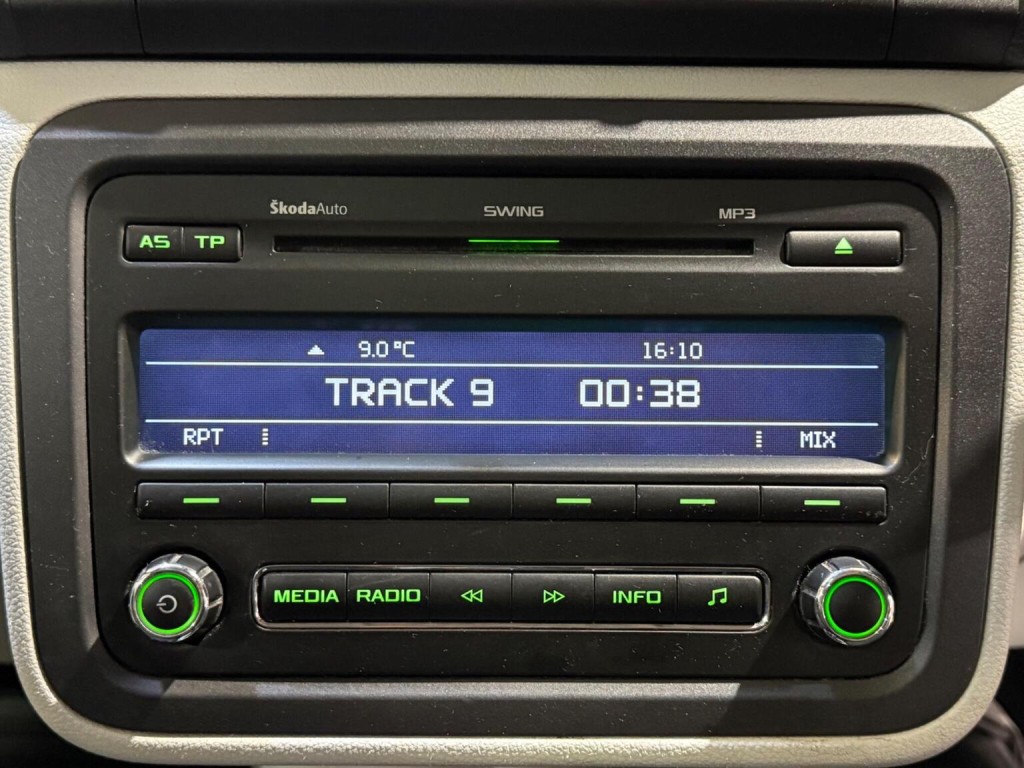 ŠkodaAuto SWING MP3
AS TP
9.0 °C 16:10
TRACK 9 00:38
RPT MIX
MEDIA RADIO INFO